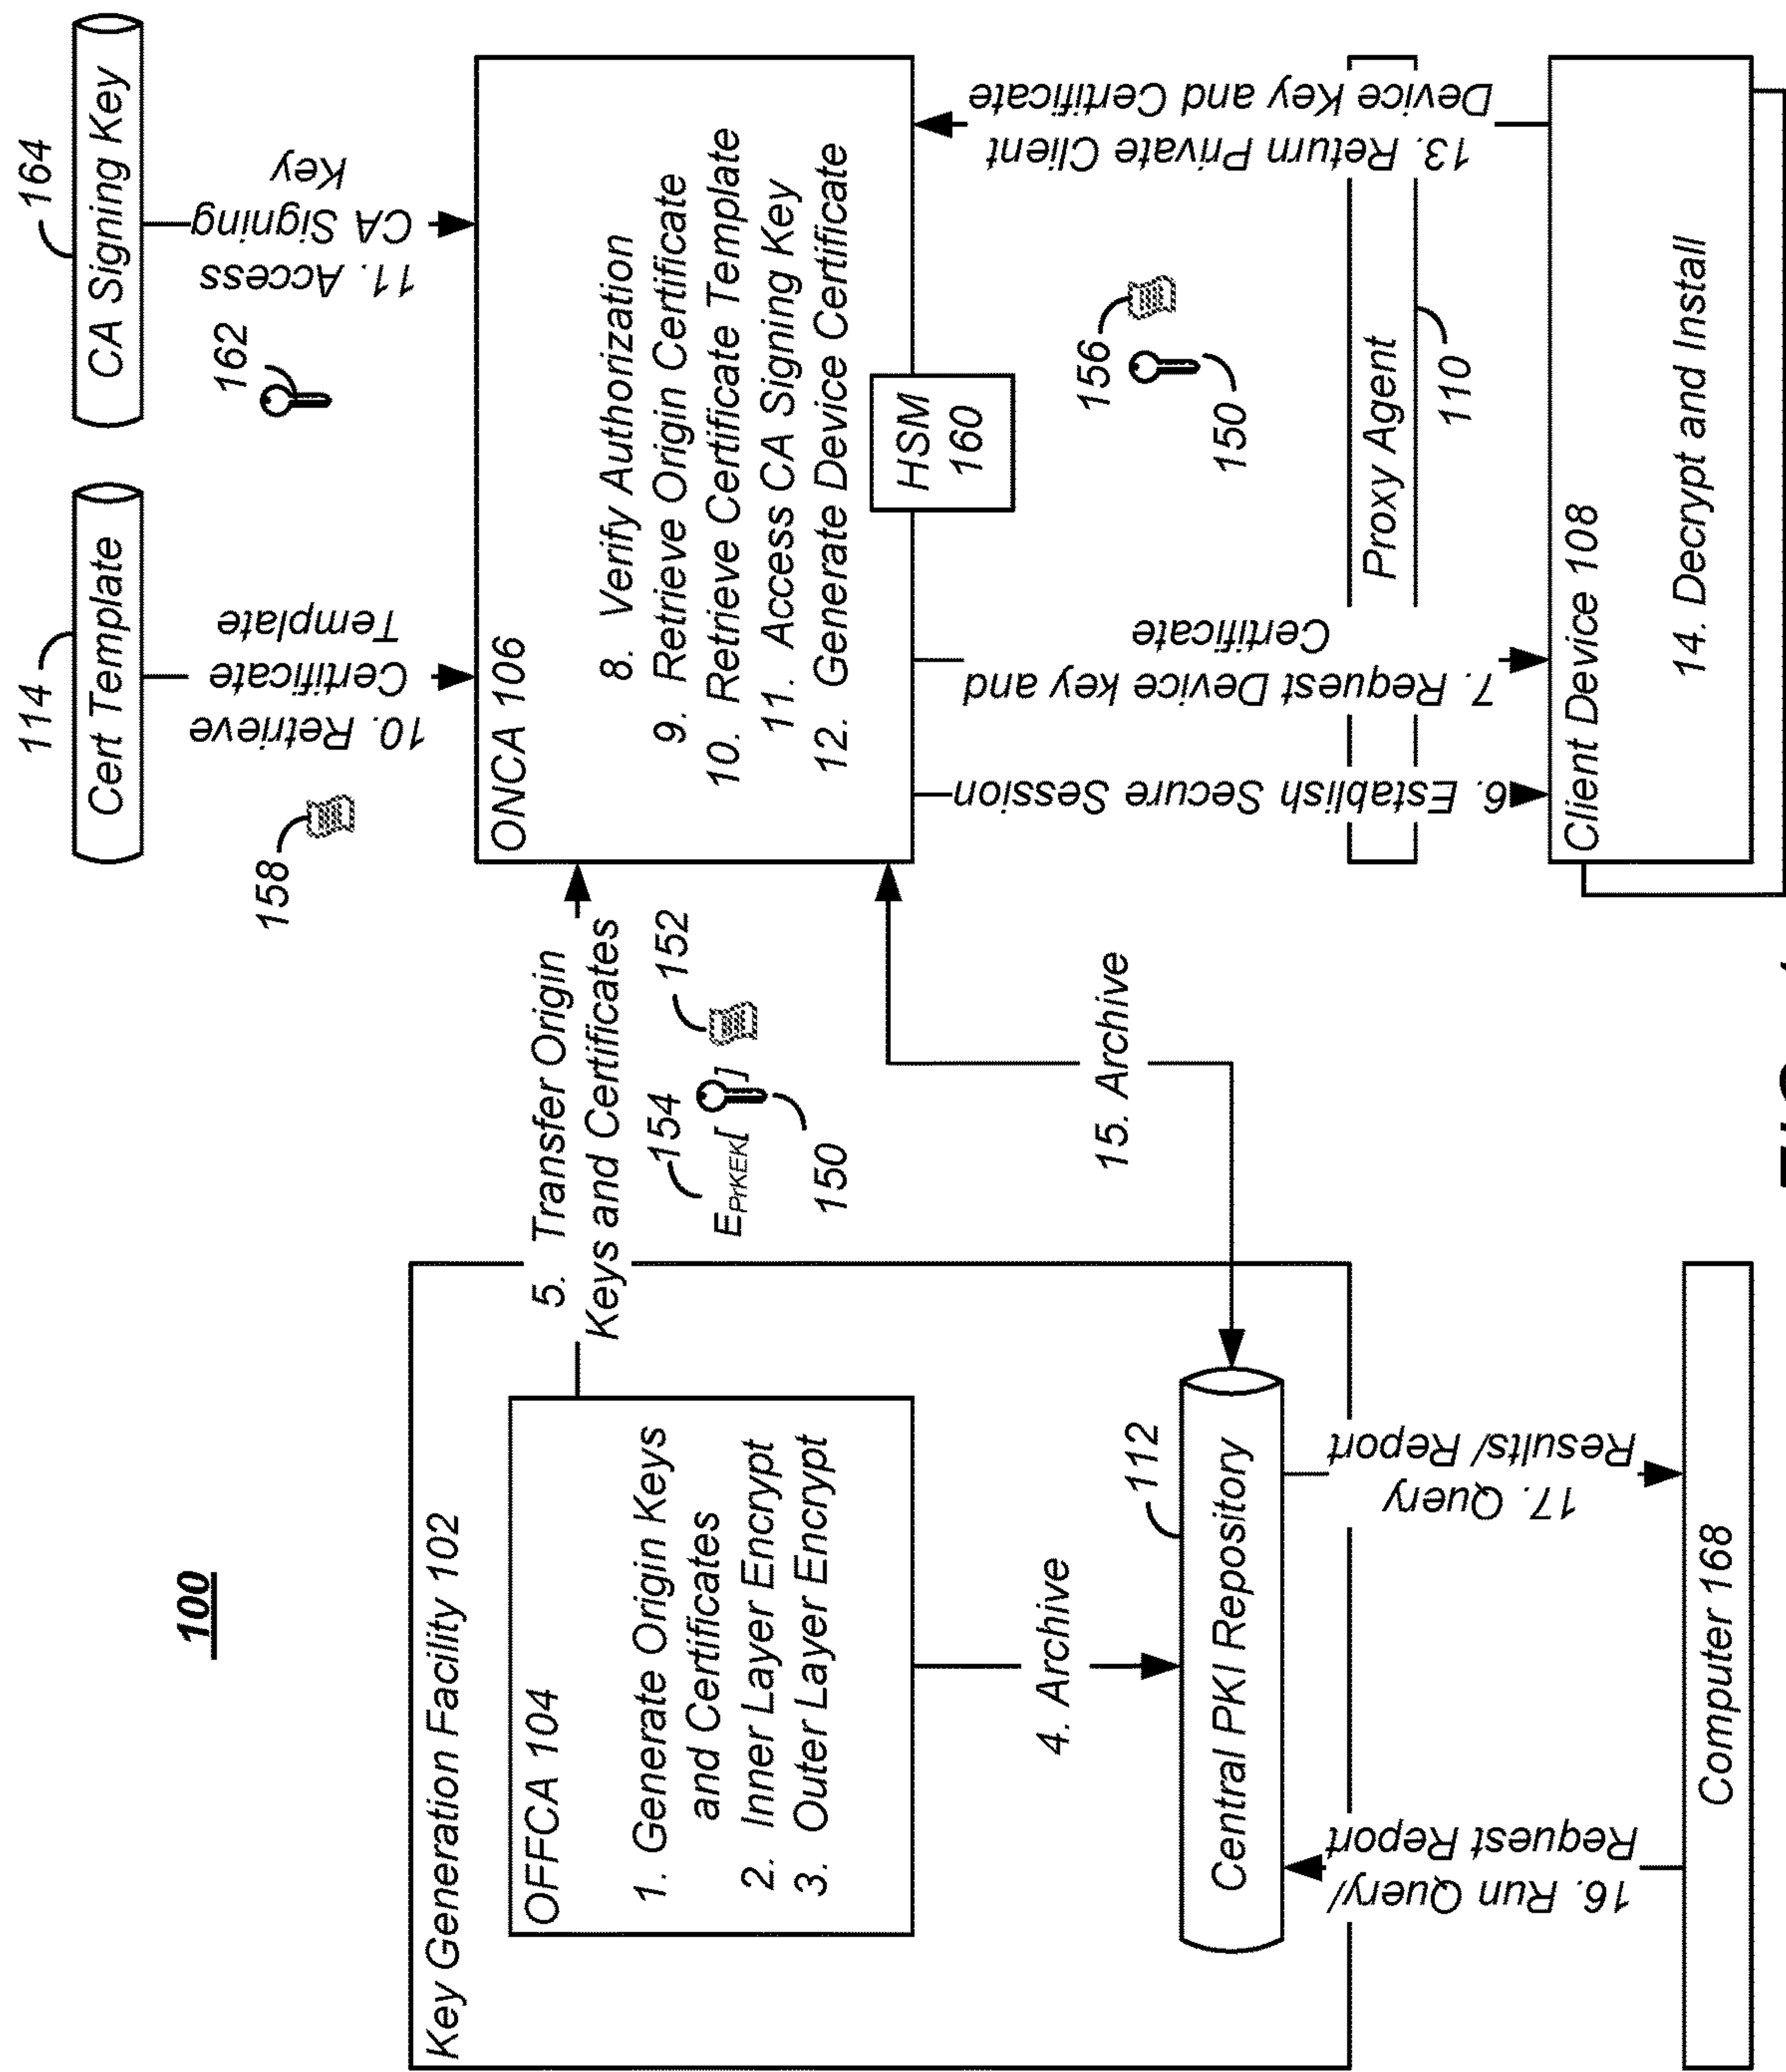 100
Key Generation Facility 102
OFFCA 104
1. Generate Origin Keys
and Certificates
2. Inner Layer Encrypt
3. Outer Layer Encrypt
4. Archive
112
Central PKI Repository
16. Run Query/
Request Report
17. Query
Results/ Report
Computer 168
5. Transfer Origin
Keys and Certificates
154
152
EPrKEK[ ]
150
15. Archive
114
Cert Template
158
10. Retrieve
Certificate
Template
164
CA Signing Key
162
11. Access
CA Signing
Key
ONCA 106
8. Verify Authorization
9. Retrieve Origin Certificate
10. Retrieve Certificate Template
11. Access CA Signing Key
12. Generate Device Certificate
HSM
160
6. Establish Secure Session
7. Request Device key and
Certificate
156
150
13. Return Private Client
Device Key and Certificate
Proxy Agent
110
Client Device 108
14. Decrypt and Install